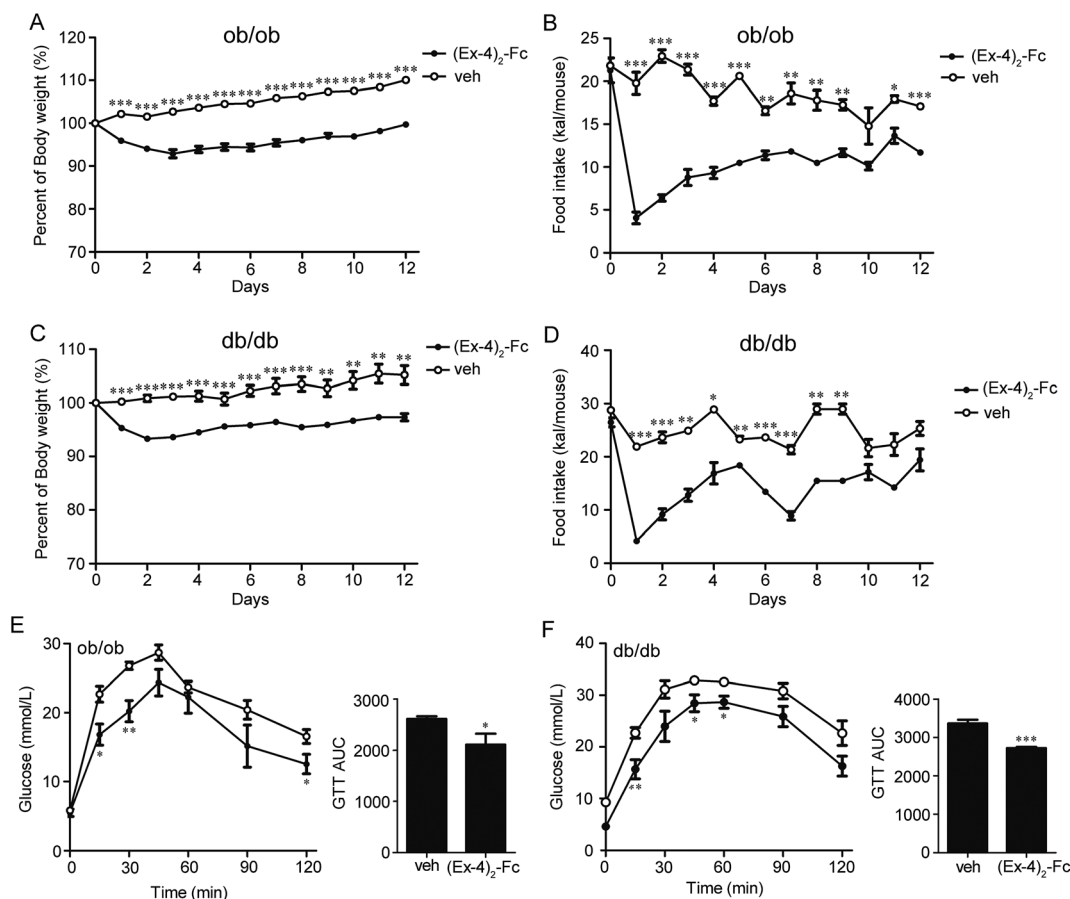 A
ob/ob
Percent of Body weight (%)
120
110
100
90
80
70
*** *** *** *** *** *** *** *** *** *** *** ***
0 2 4 6 8 10 12
Days
(Ex-4)2-Fc
veh
B
ob/ob
Food intake (kal/mouse)
25
20
15
10
5
0
*** *** *** *** *** ** ** ** ** * ***
0 2 4 6 8 10 12
Days
(Ex-4)2-Fc
veh
C
db/db
Percent of Body weight (%)
110
100
90
80
70
*** *** *** *** *** *** *** *** ** ** ** **
0 2 4 6 8 10 12
Days
(Ex-4)2-Fc
veh
D
db/db
Food intake (kal/mouse)
40
30
20
10
0
*** *** ** * ** *** *** ** **
0 2 4 6 8 10 12
Days
(Ex-4)2-Fc
veh
E
ob/ob
Glucose (mmol/L)
30
20
10
0
* ** *
0 30 60 90 120
Time (min)
GTT AUC
3000
2000
1000
0
*
veh (Ex-4)2-Fc
F
db/db
Glucose (mmol/L)
40
30
20
10
0
** * *
0 30 60 90 120
Time (min)
GTT AUC
4000
3000
2000
1000
0
***
veh (Ex-4)2-Fc